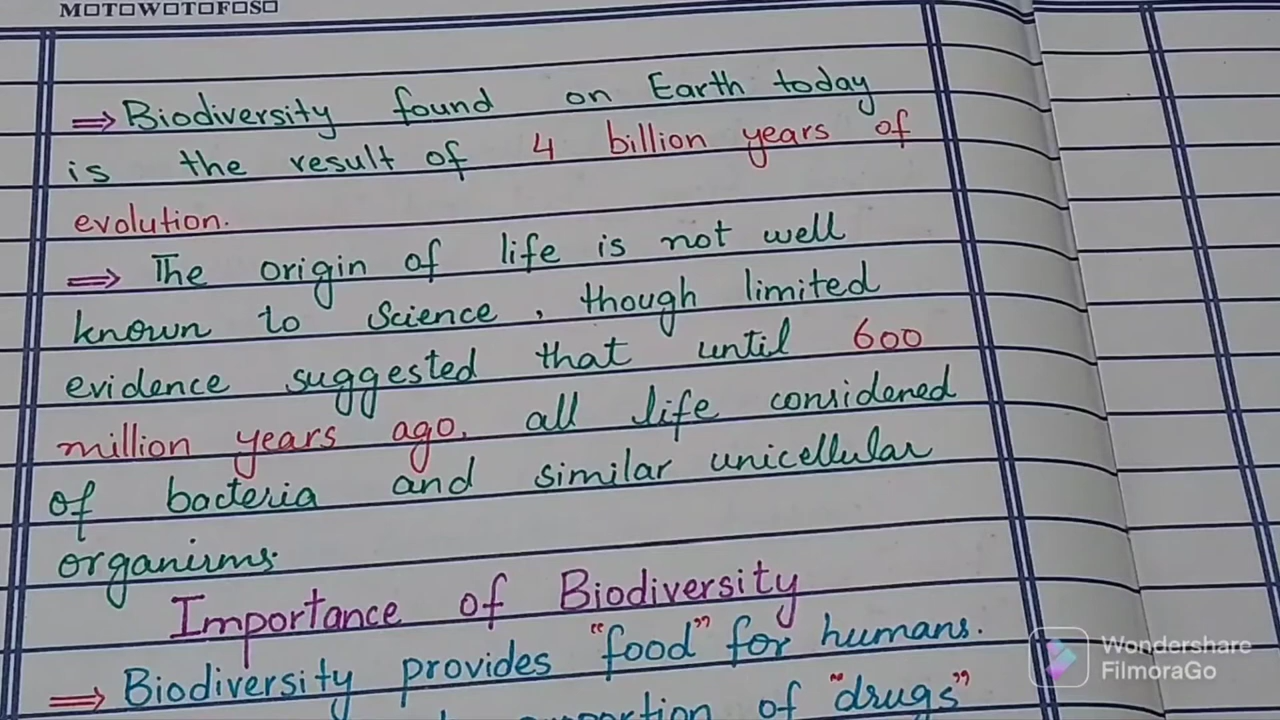 M□T□W□T□F□S□
⇒ Biodiversity found on Earth today
is the result of 4 billion years of
evolution.
⇒ The origin of life is not well
known to Science, though limited
evidence suggested that until 600
million years ago, all life considered
of bacteria and similar unicellular
organisms.
Importance of Biodiversity
⇒ Biodiversity provides "food" for humans.
of "drugs"
Wondershare
FilmoraGo